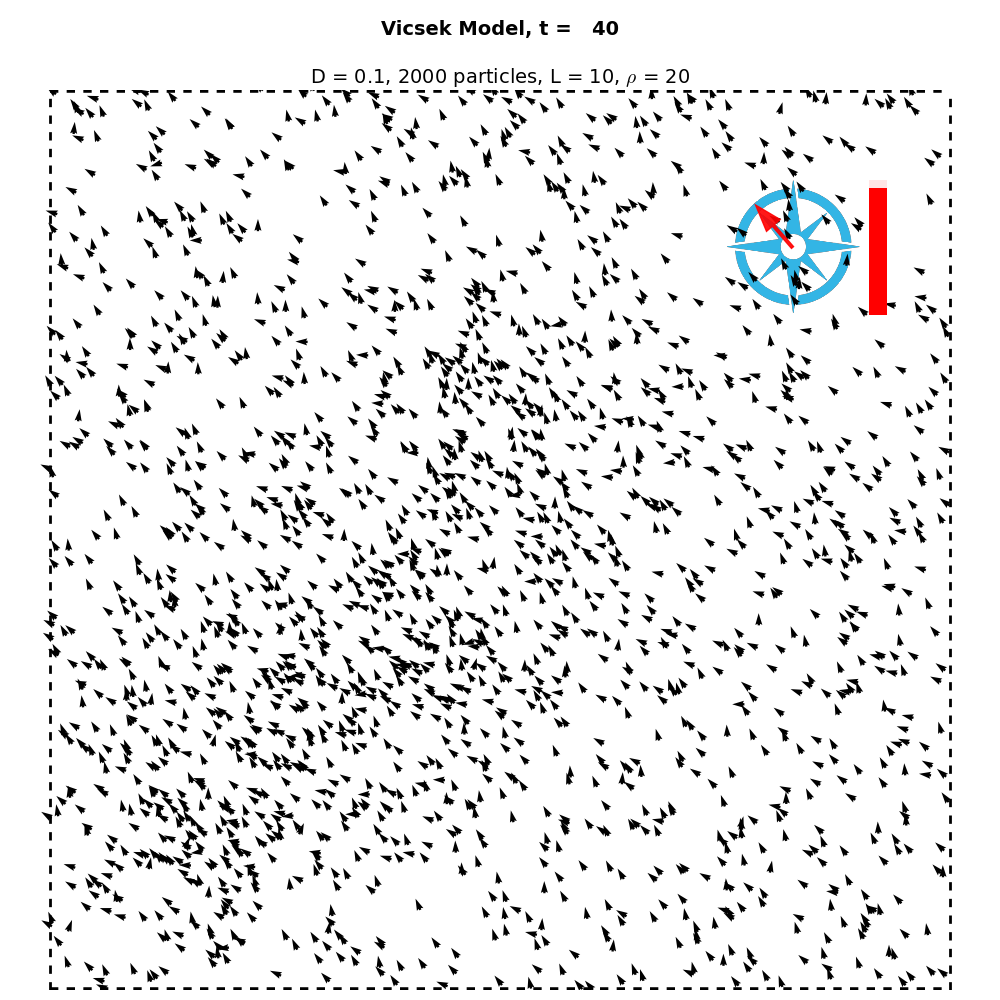 Vicsek Model, t = 40
D = 0.1, 2000 particles, L = 10, ρ = 20